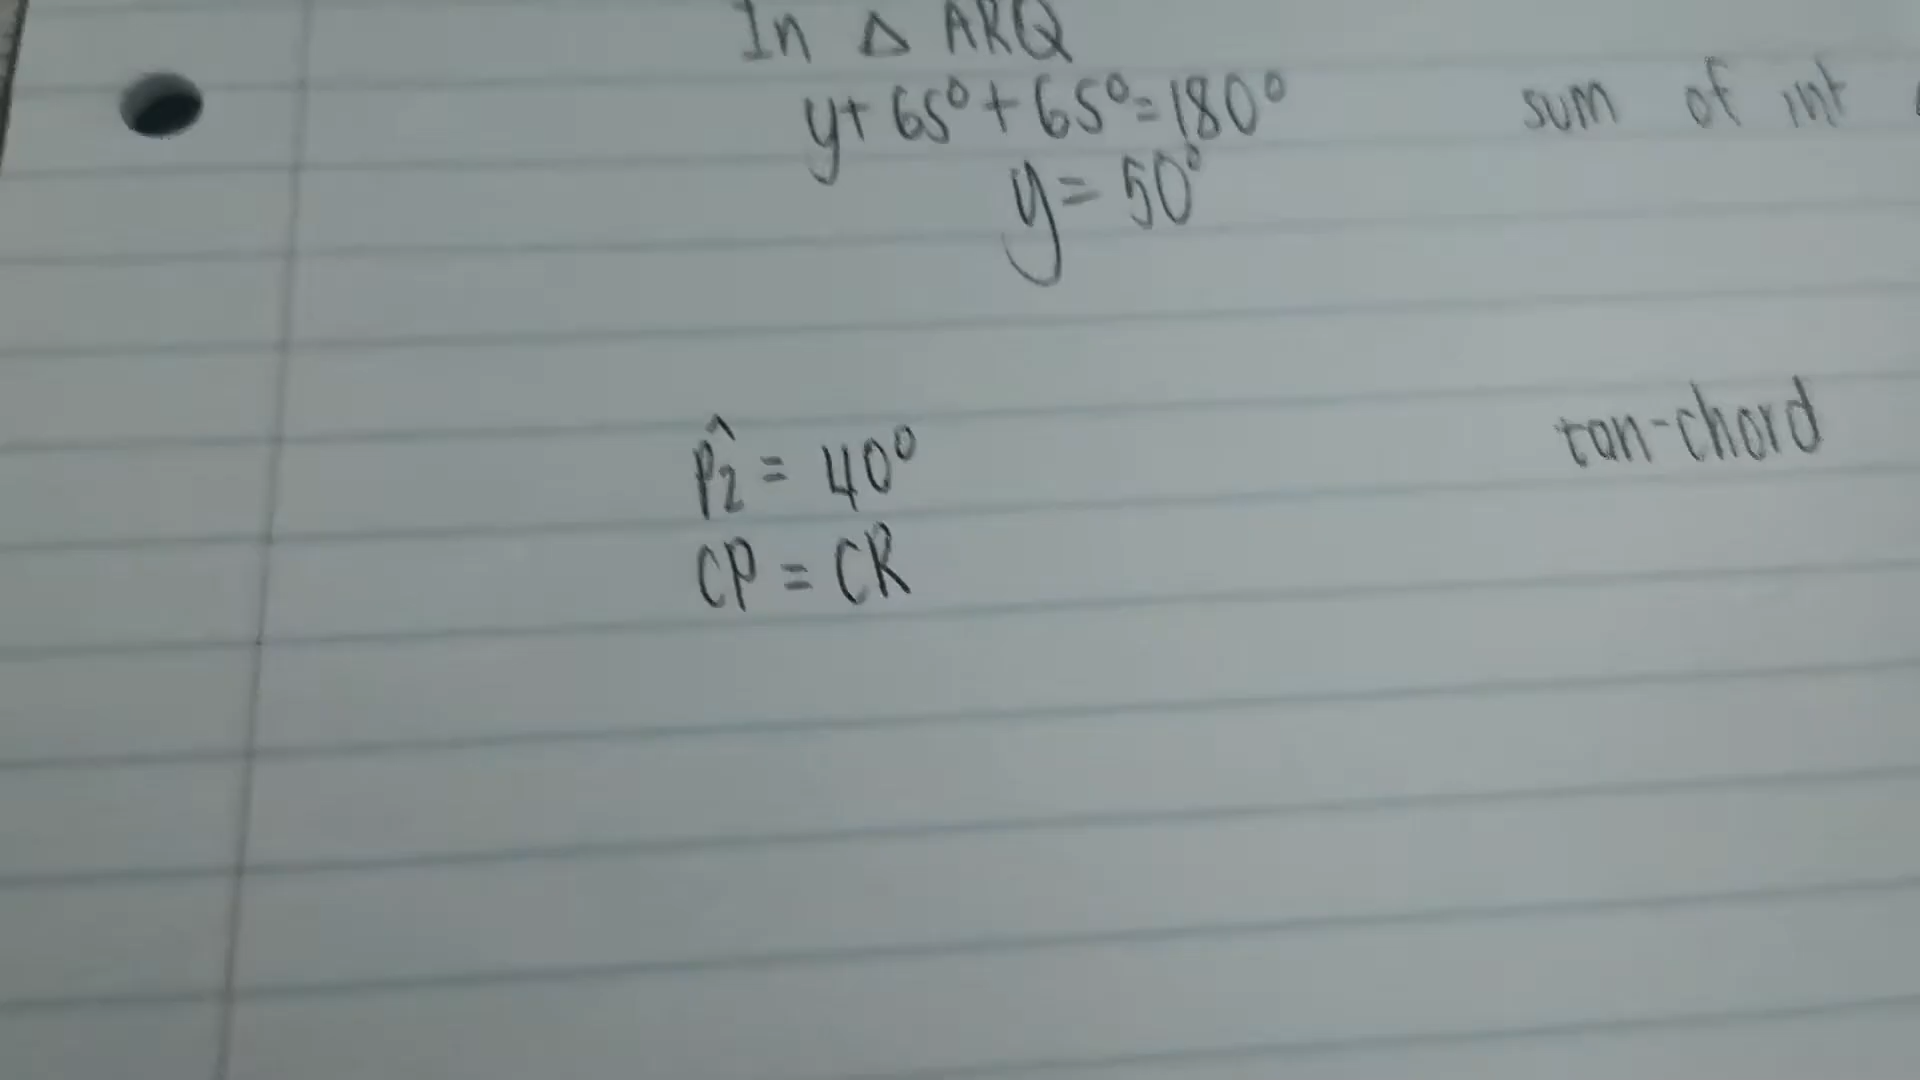 In △ ARQ
y + 65° + 65° = 180° sum of int
y = 50°
P̂2 = 40° tan-chord
CP = CR